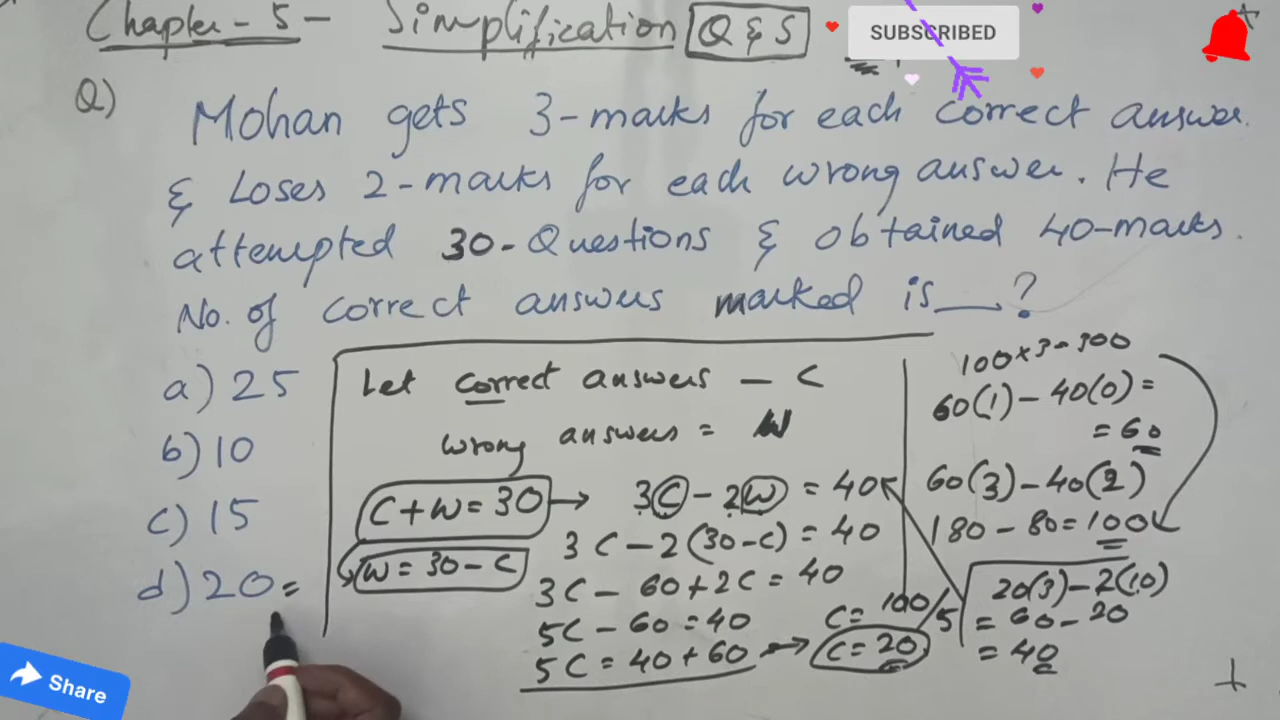 Chapter - 5 - Simplification Q & S
SUBSCRIBED
Q) Mohan gets 3-marks for each correct answer.
& Loses 2-marks for each wrong answer. He
attempted 30-Questions & obtained 40-marks.
No. of correct answers marked is ___?
a) 25
b) 10
c) 15
d) 20 =
Let correct answers - C
wrong answers = W
C + W = 30 → 3C - 2W = 40
W = 30 - C
3C - 2(30-C) = 40
3C - 60 + 2C = 40
5C - 60 = 40
5C = 40 + 60 → C = 100/5
C = 20
100 × 3 = 300
60(1) - 40(0) =
= 60
60(3) - 40(2)
180 - 80 = 100
20(3) - 2(10)
= 60 - 20
= 40
Share